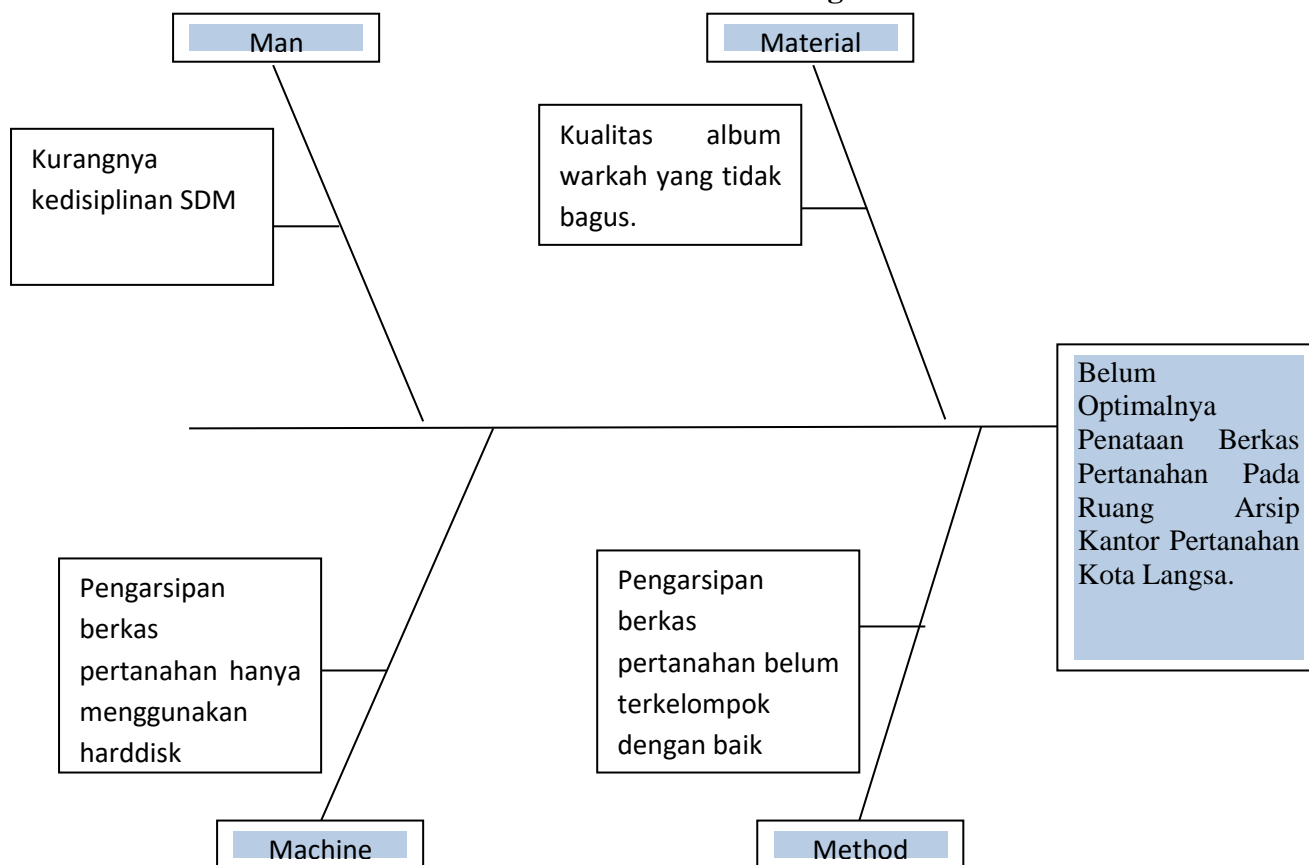 Man
Material
Kurangnya
kedisiplinan SDM
Kualitas album
warkah yang tidak
bagus.
Belum
Optimalnya
Penataan Berkas
Pertanahan Pada
Ruang Arsip
Kantor Pertanahan
Kota Langsa.
Pengarsipan
berkas
pertanahan hanya
menggunakan
harddisk
Pengarsipan
berkas
pertanahan belum
terkelompok
dengan baik
Machine
Method